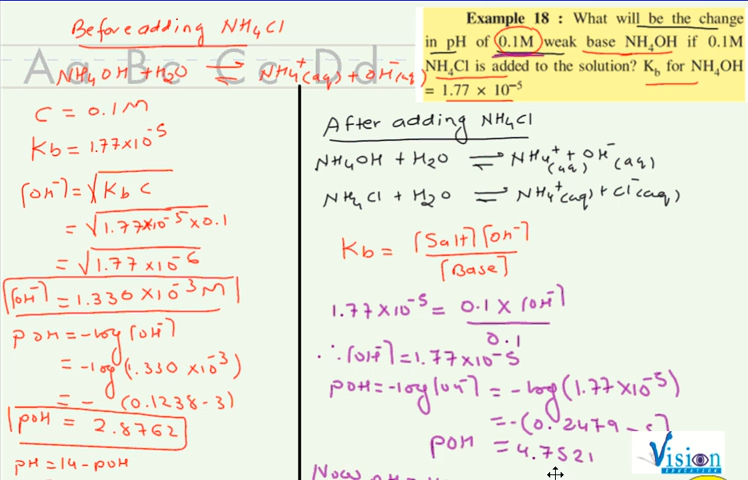 Before adding NH4Cl
Aa Bb Cc Dd
NH4OH + H2O ⇌ NH4+(aq) + OH-(aq)
C = 0.1M
Kb = 1.77×10^-5
[OH-] = √Kb C
= √1.77×10^-5 × 0.1
= √1.77×10^-6
[OH-] = 1.330×10^-3 M
POH = -log[OH-]
= -log(1.330×10^-3)
= -(0.1238-3)
POH = 2.8762
PH = 14 - POH
Example 18 : What will be the change
in pH of 0.1M weak base NH4OH if 0.1M
NH4Cl is added to the solution? Kb for NH4OH
= 1.77 × 10^-5
After adding NH4Cl
NH4OH + H2O ⇌ NH4+(aq) + OH-(aq)
NH4Cl + H2O ⇌ NH4+(aq) + Cl-(aq)
Kb = [Salt][OH-]
[Base]
1.77×10^-5 = 0.1 × [OH-]
0.1
∴ [OH-] = 1.77×10^-5
POH = -log[OH-] = -log(1.77×10^-5)
= -(0.2479-5)
POH = 4.7521
Now
Vision
EDUCATION